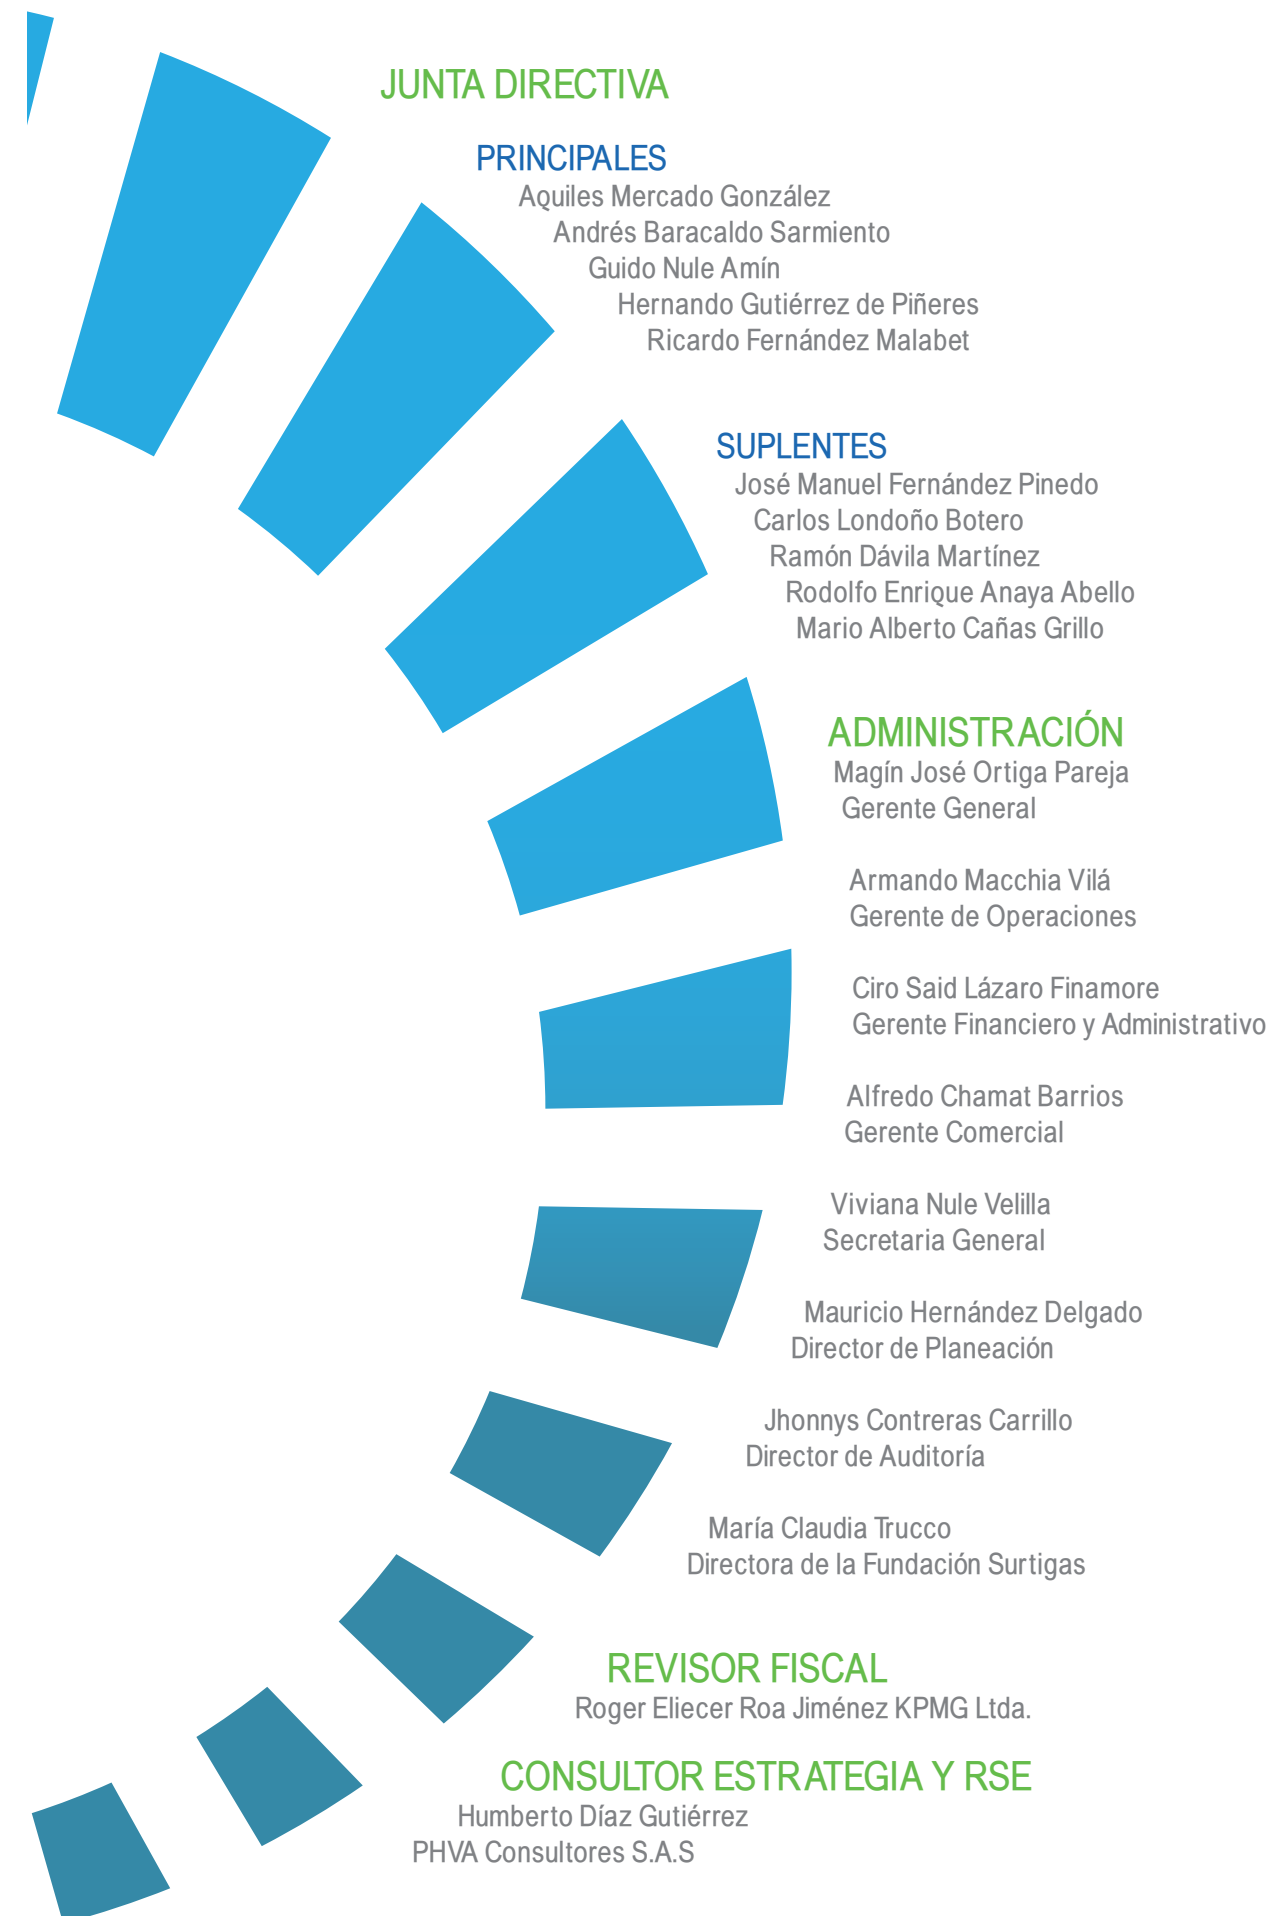 JUNTA DIRECTIVA
PRINCIPALES
Aquiles Mercado González
Andrés Baracaldo Sarmiento
Guido Nule Amín
Hernando Gutiérrez de Piñeres
Ricardo Fernández Malabet
SUPLENTES
José Manuel Fernández Pinedo
Carlos Londoño Botero
Ramón Dávila Martínez
Rodolfo Enrique Anaya Abello
Mario Alberto Cañas Grillo
ADMINISTRACIÓN
Magín José Ortiga Pareja
Gerente General
Armando Macchia Vilá
Gerente de Operaciones
Ciro Said Lázaro Finamore
Gerente Financiero y Administrativo
Alfredo Chamat Barrios
Gerente Comercial
Viviana Nule Velilla
Secretaria General
Mauricio Hernández Delgado
Director de Planeación
Jhonnys Contreras Carrillo
Director de Auditoría
María Claudia Trucco
Directora de la Fundación Surtigas
REVISOR FISCAL
Roger Eliecer Roa Jiménez KPMG Ltda.
CONSULTOR ESTRATEGIA Y RSE
Humberto Díaz Gutiérrez
PHVA Consultores S.A.S